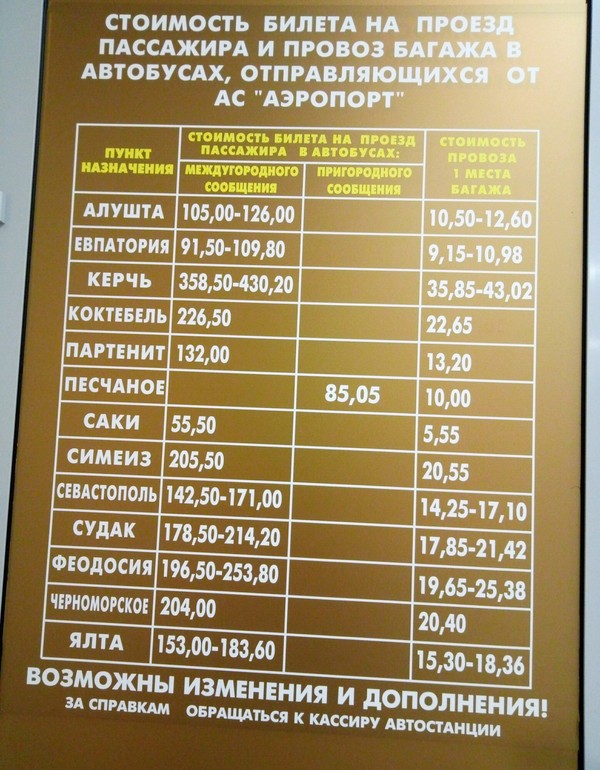 СТОИМОСТЬ БИЛЕТА НА ПРОЕЗД
ПАССАЖИРА И ПРОВОЗ БАГАЖА В
АВТОБУСАХ, ОТПРАВЛЯЮЩИХСЯ ОТ
АС "АЭРОПОРТ"
ПУНКТ НАЗНАЧЕНИЯ
СТОИМОСТЬ БИЛЕТА НА ПРОЕЗД
ПАССАЖИРА В АВТОБУСАХ:
МЕЖДУГОРОДНОГО СООБЩЕНИЯ
ПРИГОРОДНОГО СООБЩЕНИЯ
СТОИМОСТЬ
ПРОВОЗА
1 МЕСТА
БАГАЖА
АЛУШТА 105,00-126,00 10,50-12,60
ЕВПАТОРИЯ 91,50-109,80 9,15-10,98
КЕРЧЬ 358,50-430,20 35,85-43,02
КОКТЕБЕЛЬ 226,50 22,65
ПАРТЕНИТ 132,00 13,20
ПЕСЧАНОЕ 85,05 10,00
САКИ 55,50 5,55
СИМЕИЗ 205,50 20,55
СЕВАСТОПОЛЬ 142,50-171,00 14,25-17,10
СУДАК 178,50-214,20 17,85-21,42
ФЕОДОСИЯ 196,50-253,80 19,65-25,38
ЧЕРНОМОРСКОЕ 204,00 20,40
ЯЛТА 153,00-183,60 15,30-18,36
ВОЗМОЖНЫ ИЗМЕНЕНИЯ И ДОПОЛНЕНИЯ!
ЗА СПРАВКАМ ОБРАЩАТЬСЯ К КАССИРУ АВТОСТАНЦИИ